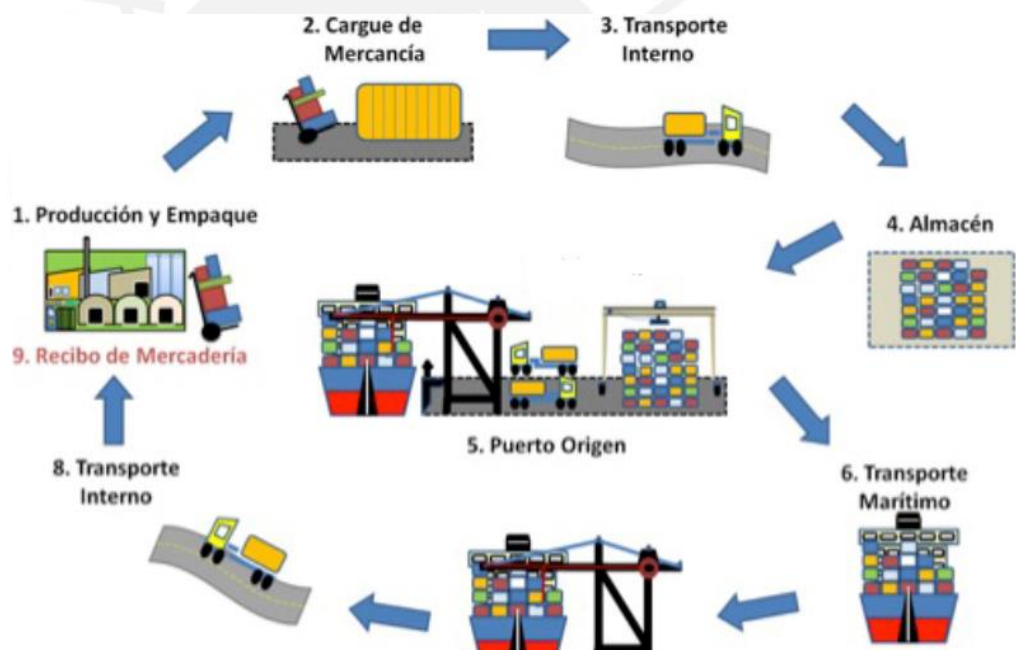 2. Cargue de
Mercancía
3. Transporte
Interno
1. Producción y Empaque
4. Almacén
9. Recibo de Mercadería
5. Puerto Origen
8. Transporte
Interno
6. Transporte
Marítimo